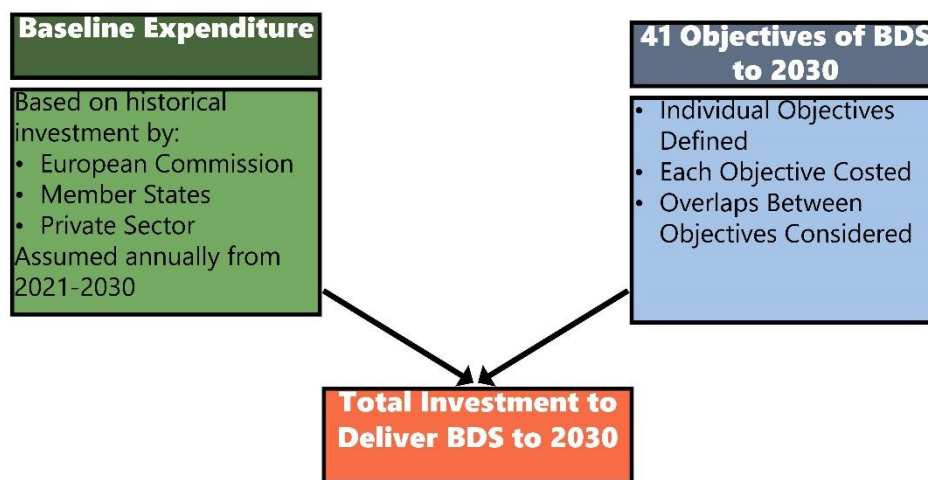 Baseline Expenditure
Based on historical
investment by:
• European Commission
• Member States
• Private Sector
Assumed annually from
2021-2030
41 Objectives of BDS
to 2030
• Individual Objectives
Defined
• Each Objective Costed
• Overlaps Between
Objectives Considered
Total Investment to
Deliver BDS to 2030